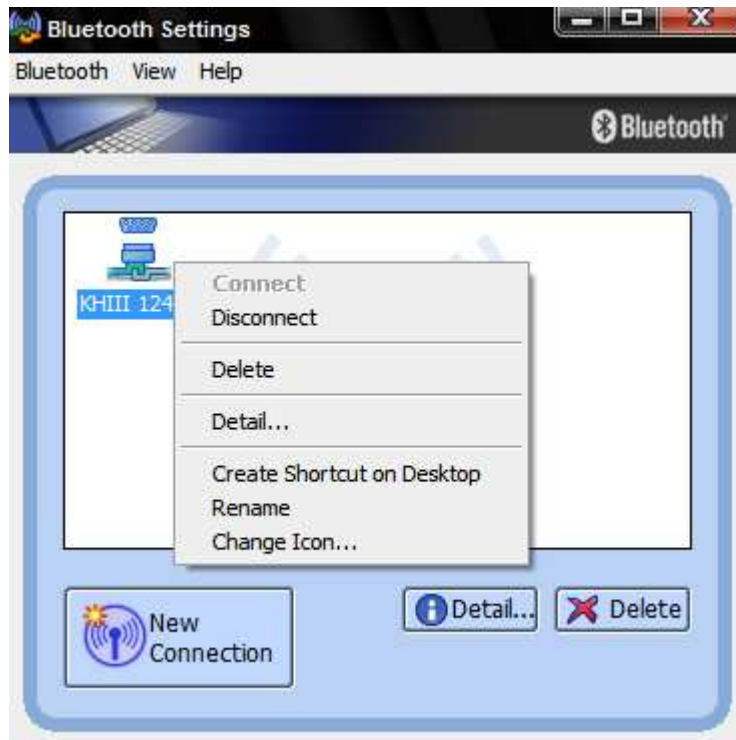 Bluetooth Settings
Bluetooth View Help
Bluetooth
KHIII 124
Connect
Disconnect
Delete
Detail...
Create Shortcut on Desktop
Rename
Change Icon...
New
Connection
Detail...
Delete